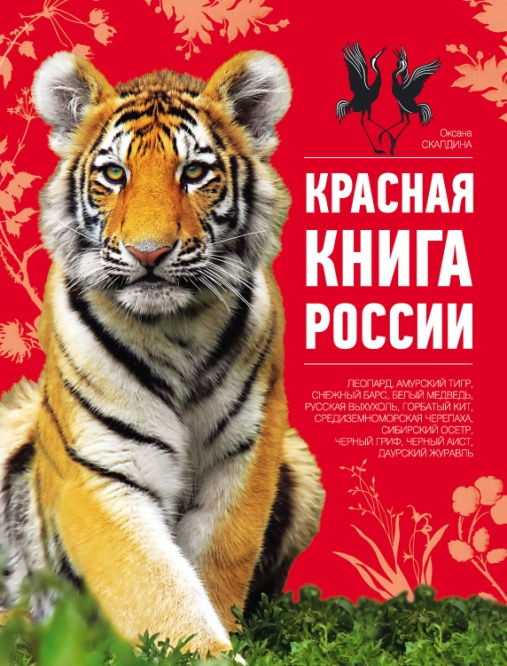 Оксана
СКАЛДИНА
КРАСНАЯ
КНИГА
РОССИИ
ЛЕОПАРД, АМУРСКИЙ ТИГР,
СНЕЖНЫЙ БАРС, БЕЛЫЙ МЕДВЕДЬ,
РУССКАЯ ВЫХУХОЛЬ, ГОРБАТЫЙ КИТ,
СРЕДИЗЕМНОМОРСКАЯ ЧЕРЕПАХА,
СИБИРСКИЙ ОСЕТР,
ЧЕРНЫЙ ГРИФ, ЧЕРНЫЙ АИСТ,
ДАУРСКИЙ ЖУРАВЛЬ